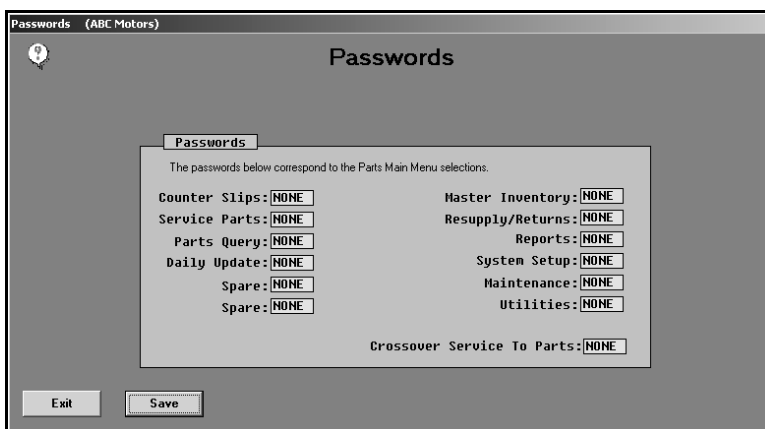 Passwords (ABC Motors)
Passwords
Passwords
The passwords below correspond to the Parts Main Menu selections.
Counter Slips: NONE
Service Parts: NONE
Parts Query: NONE
Daily Update: NONE
Spare: NONE
Spare: NONE
Master Inventory: NONE
Resupply/Returns: NONE
Reports: NONE
System Setup: NONE
Maintenance: NONE
Utilities: NONE
Crossover Service To Parts: NONE
Exit
Save